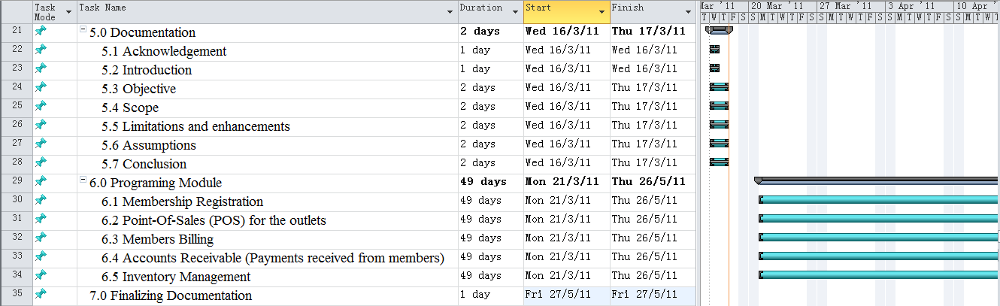 Task Mode Task Name Duration Start Finish Mar '11 20 Mar '11 27 Mar '11 3 Apr '11 10 Apr '
T W T F S S M T W T F S S M T W T F S S M T W T F S S M T W
21 5.0 Documentation 2 days Wed 16/3/11 Thu 17/3/11
22 5.1 Acknowledgement 1 day Wed 16/3/11 Wed 16/3/11
23 5.2 Introduction 1 day Wed 16/3/11 Wed 16/3/11
24 5.3 Objective 2 days Wed 16/3/11 Thu 17/3/11
25 5.4 Scope 2 days Wed 16/3/11 Thu 17/3/11
26 5.5 Limitations and enhancements 2 days Wed 16/3/11 Thu 17/3/11
27 5.6 Assumptions 2 days Wed 16/3/11 Thu 17/3/11
28 5.7 Conclusion 2 days Wed 16/3/11 Thu 17/3/11
29 6.0 Programing Module 49 days Mon 21/3/11 Thu 26/5/11
30 6.1 Membership Registration 49 days Mon 21/3/11 Thu 26/5/11
31 6.2 Point-Of-Sales (POS) for the outlets 49 days Mon 21/3/11 Thu 26/5/11
32 6.3 Members Billing 49 days Mon 21/3/11 Thu 26/5/11
33 6.4 Accounts Receivable (Payments received from members) 49 days Mon 21/3/11 Thu 26/5/11
34 6.5 Inventory Management 49 days Mon 21/3/11 Thu 26/5/11
35 7.0 Finalizing Documentation 1 day Fri 27/5/11 Fri 27/5/11